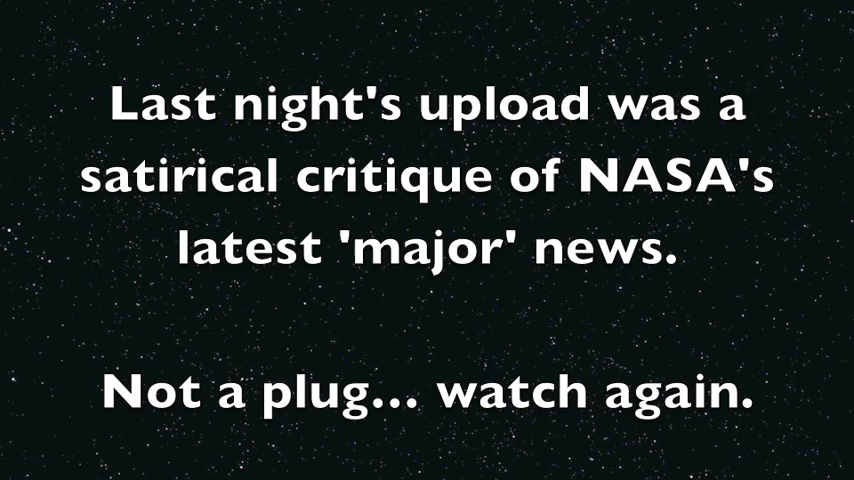 Last night's upload was a
satirical critique of NASA's
latest 'major' news.
Not a plug... watch again.